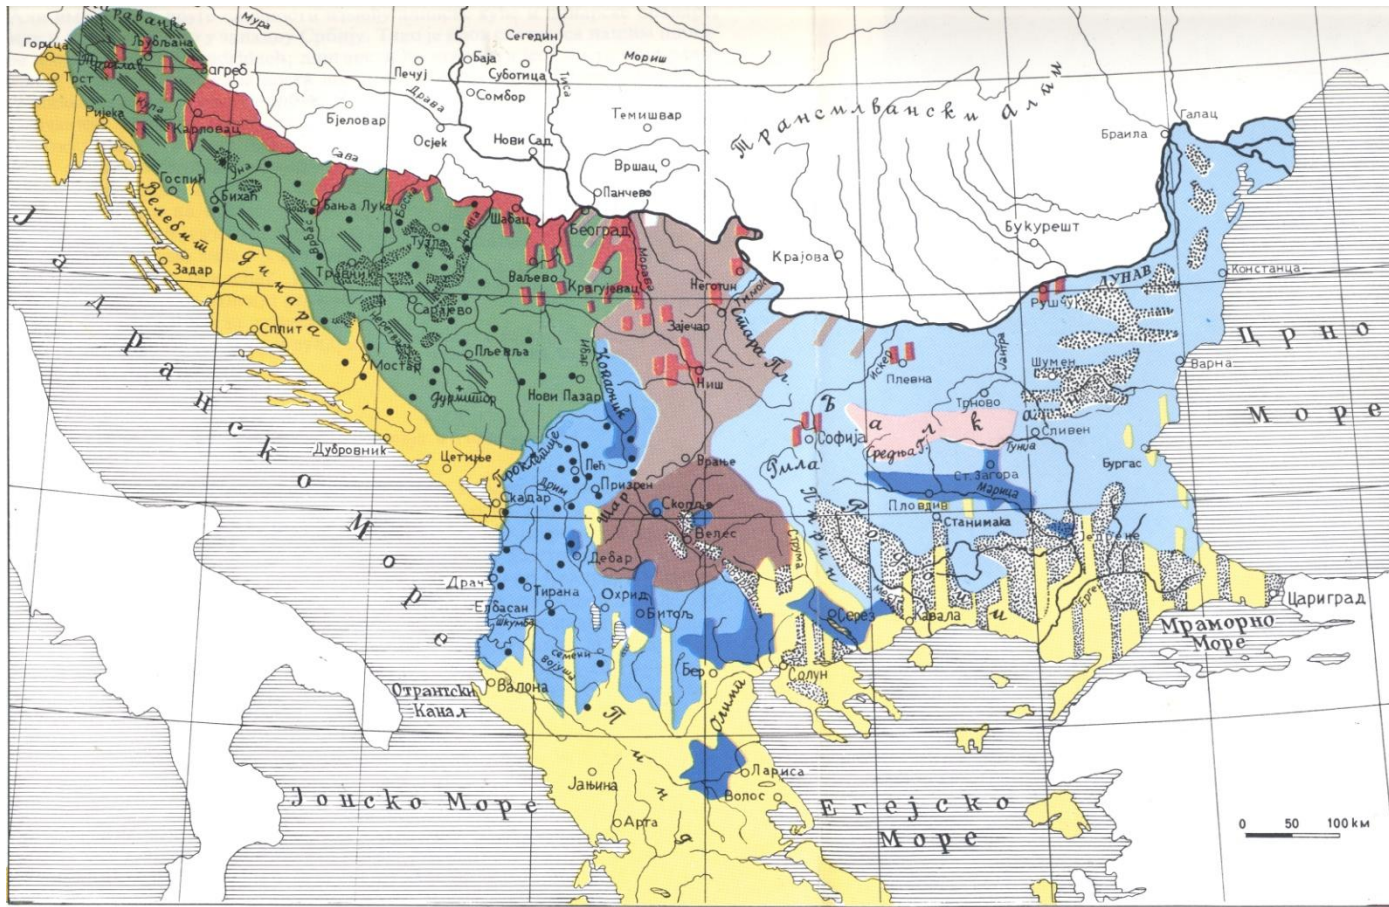 Караванке
Мура
Горица
Љубљана
Триглав
Загреб
Трст
Ријека
Купа
Карловац
Сегедин
Баја
Печуј
Суботица
Тиса
Мориш
Сомбор
Драва
Бјеловар
Осјек
Нови Сад
Темишвар
Вршац
Панчево
Трансилвански Алпи
Галац
Браила
Сава
Госпић
Уна
Бихаћ
Бања Лука
Врбас
Босна
Дрина
Шабац
Београд
Велебит
Задар
Травник
Тузла
Ваљево
Крагујевац
Морава
Неготин
Тимок
Крајова
Букурешт
ДУНАВ
Констанца
Динара
Сплит
Сарајево
Неретва
Мостар
Пљевља
Дурмитор
Нови Пазар
Ибар
Копаоник
Зајечар
Стара Пл.
Ниш
Искер
Плевна
Јантра
Шумен
Варна
Црно
Море
Јадранско Море
Дубровник
Цетиње
Скадар
Проклетије
Пећ
Дрим
Призрен
Шар
Врање
Скопље
Велес
Софија
Балкан
Трново
Средња Г.
Сливен
Тунџа
Ст. Загора
Марица
Бургас
Рила
Пирин
Родопи
Пловдив
Станимака
Једрене
Струма
Места
Драч
Дебар
Тирана
Елбасан
Шкумба
Охрид
Битољ
Семени
Војуша
Бер
Серез
Кавала
Ергене
Цариград
Мраморно
Море
Солун
Отрантски
Канал
Валона
Олимп
Пинд
Јањина
Лариса
Волос
Арта
Јонско Море
Егејско
Море
0 50 100 км